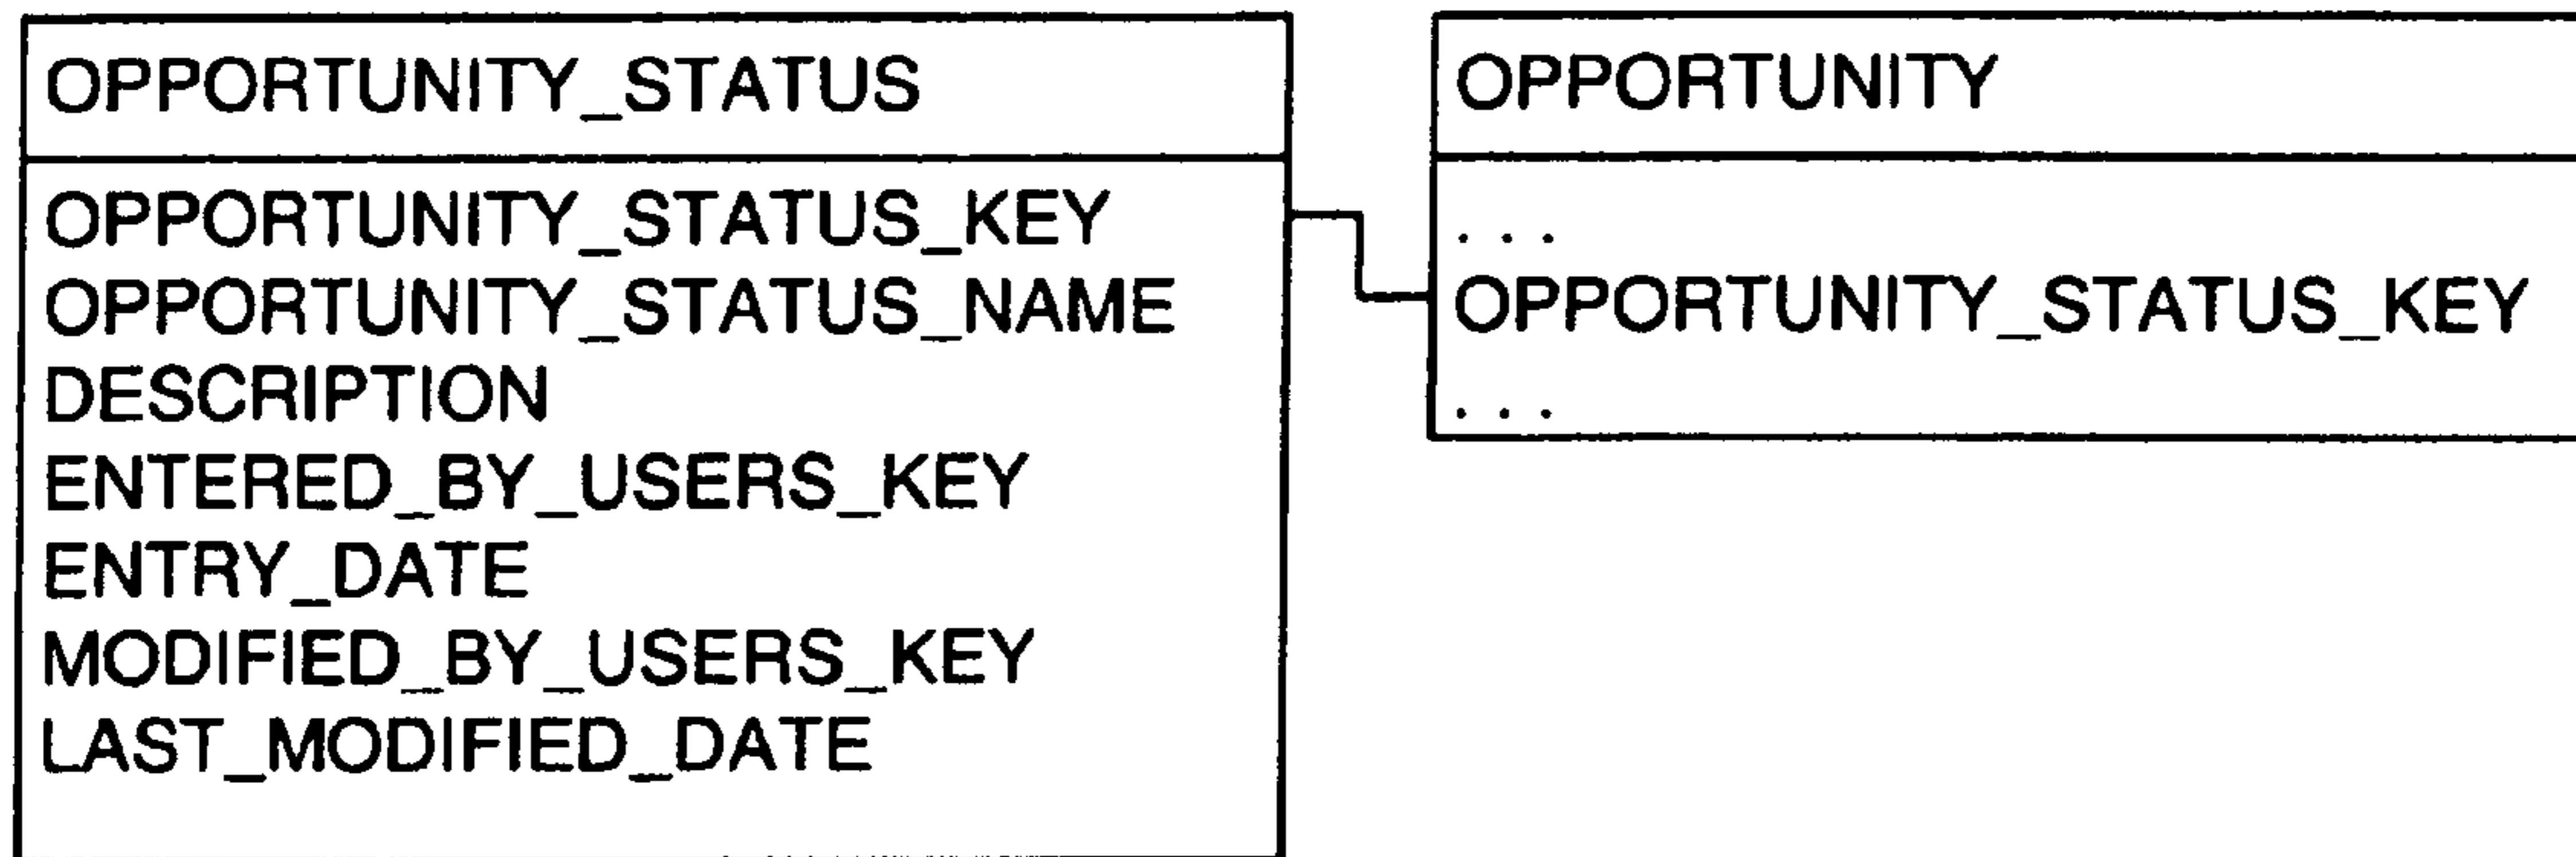 OPPORTUNITY_STATUS
OPPORTUNITY_STATUS_KEY
OPPORTUNITY_STATUS_NAME
DESCRIPTION
ENTERED_BY_USERS_KEY
ENTRY_DATE
MODIFIED_BY_USERS_KEY
LAST_MODIFIED_DATE
OPPORTUNITY
. . .
OPPORTUNITY_STATUS_KEY
. . .